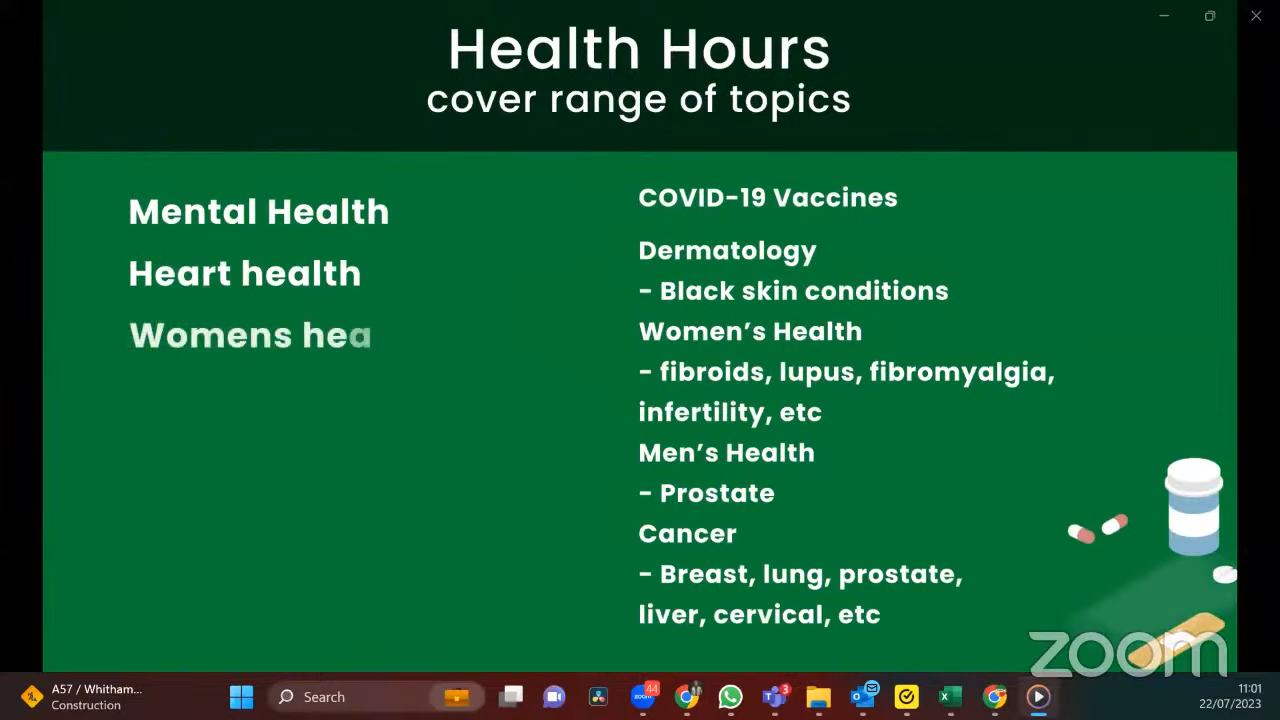 Health Hours
cover range of topics
Mental Health
Heart health
Womens hea
COVID-19 Vaccines
Dermatology
- Black skin conditions
Women’s Health
- fibroids, lupus, fibromyalgia,
infertility, etc
Men’s Health
- Prostate
Cancer
- Breast, lung, prostate,
liver, cervical, etc
zoom
A57 / Whitham...
Construction
Search
zoom
44
3
11:01
22/07/2023